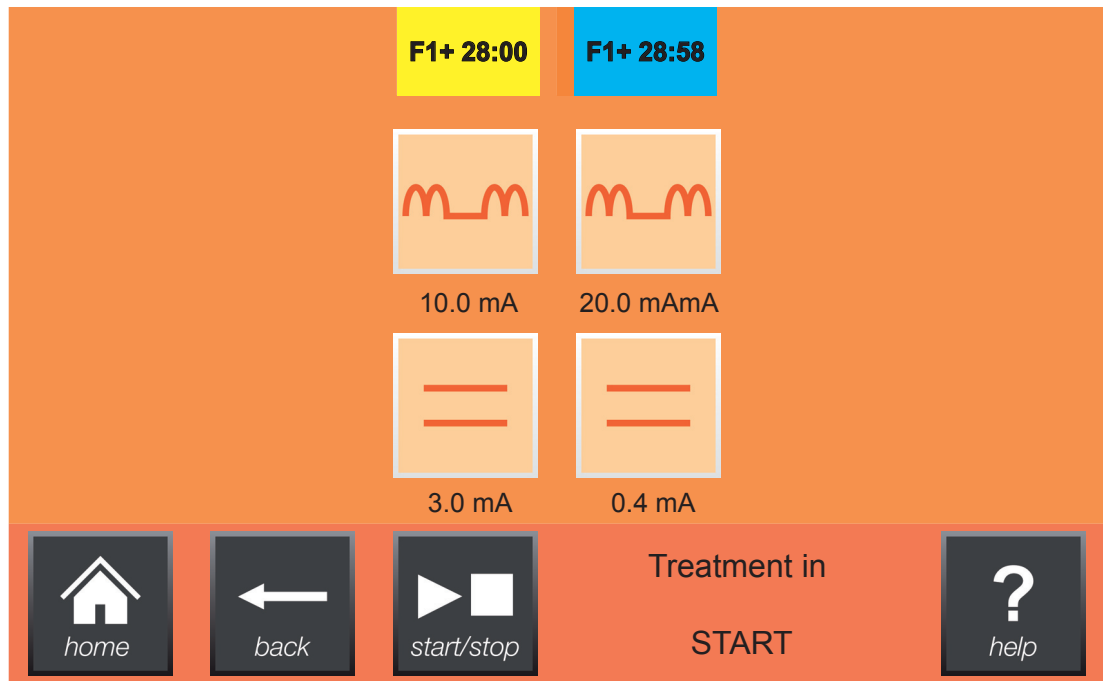 F1+ 28:00 F1+ 28:58
10.0 mA 20.0 mAmA
3.0 mA 0.4 mA
Treatment in
START
home back start/stop ? help